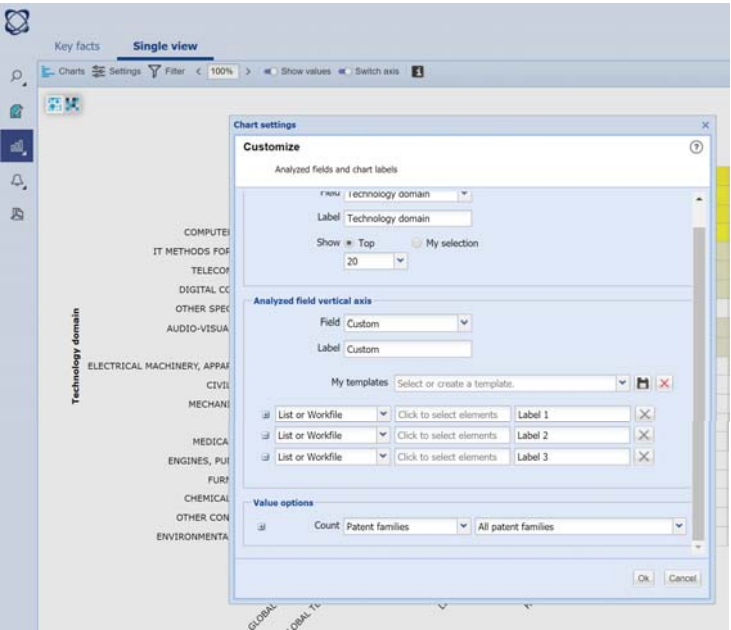 Key facts Single view
Charts Settings Filter < 100% > Show values Switch axis i
Chart settings
Customize
Analyzed fields and chart labels
Field Technology domain
Label Technology domain
Show Top My selection
20
Analyzed field vertical axis
Field Custom
Label Custom
My templates Select or create a template.
List or Workfile Click to select elements Label 1
List or Workfile Click to select elements Label 2
List or Workfile Click to select elements Label 3
Value options
Count Patent families All patent families
Ok Cancel
Technology domain
COMPUTE
IT METHODS FOR
TELECOM
DIGITAL CO
OTHER SPEC
AUDIO-VISUA
ELECTRICAL MACHINERY, APPAR
CIVIL
MECHANI
MEDICA
ENGINES, PU
FURN
CHEMICAL
OTHER CON
ENVIRONMENTA
GLOBAL